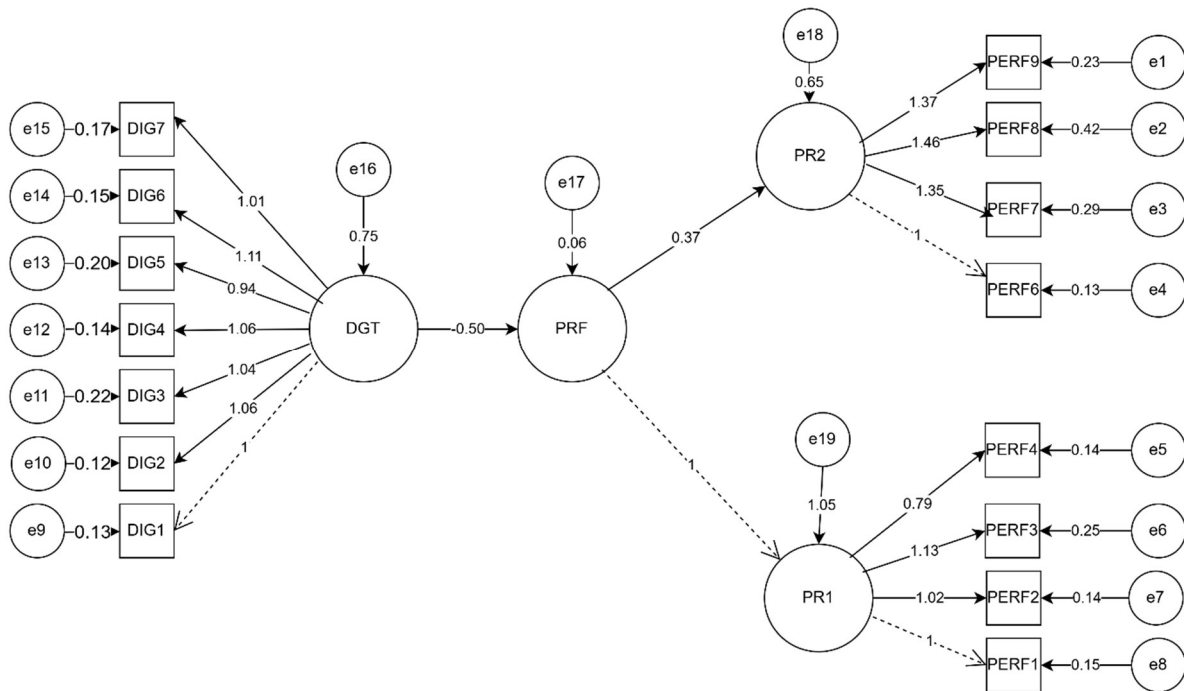 e18
0.65
PERF9
0.23
e1
1.37
PERF8
0.42
e2
1.46
PR2
PERF7
0.29
e3
1.35
1
PERF6
0.13
e4
0.37
e15
0.17
DIG7
e14
0.15
DIG6
e13
0.20
DIG5
e12
0.14
DIG4
e11
0.22
DIG3
e10
0.12
DIG2
e9
0.13
DIG1
1.01
1.11
0.94
1.06
1.04
1.06
1
e16
0.75
DGT
-0.50
e17
0.06
PRF
1
e19
1.05
PR1
0.79
PERF4
0.14
e5
1.13
PERF3
0.25
e6
1.02
PERF2
0.14
e7
1
PERF1
0.15
e8